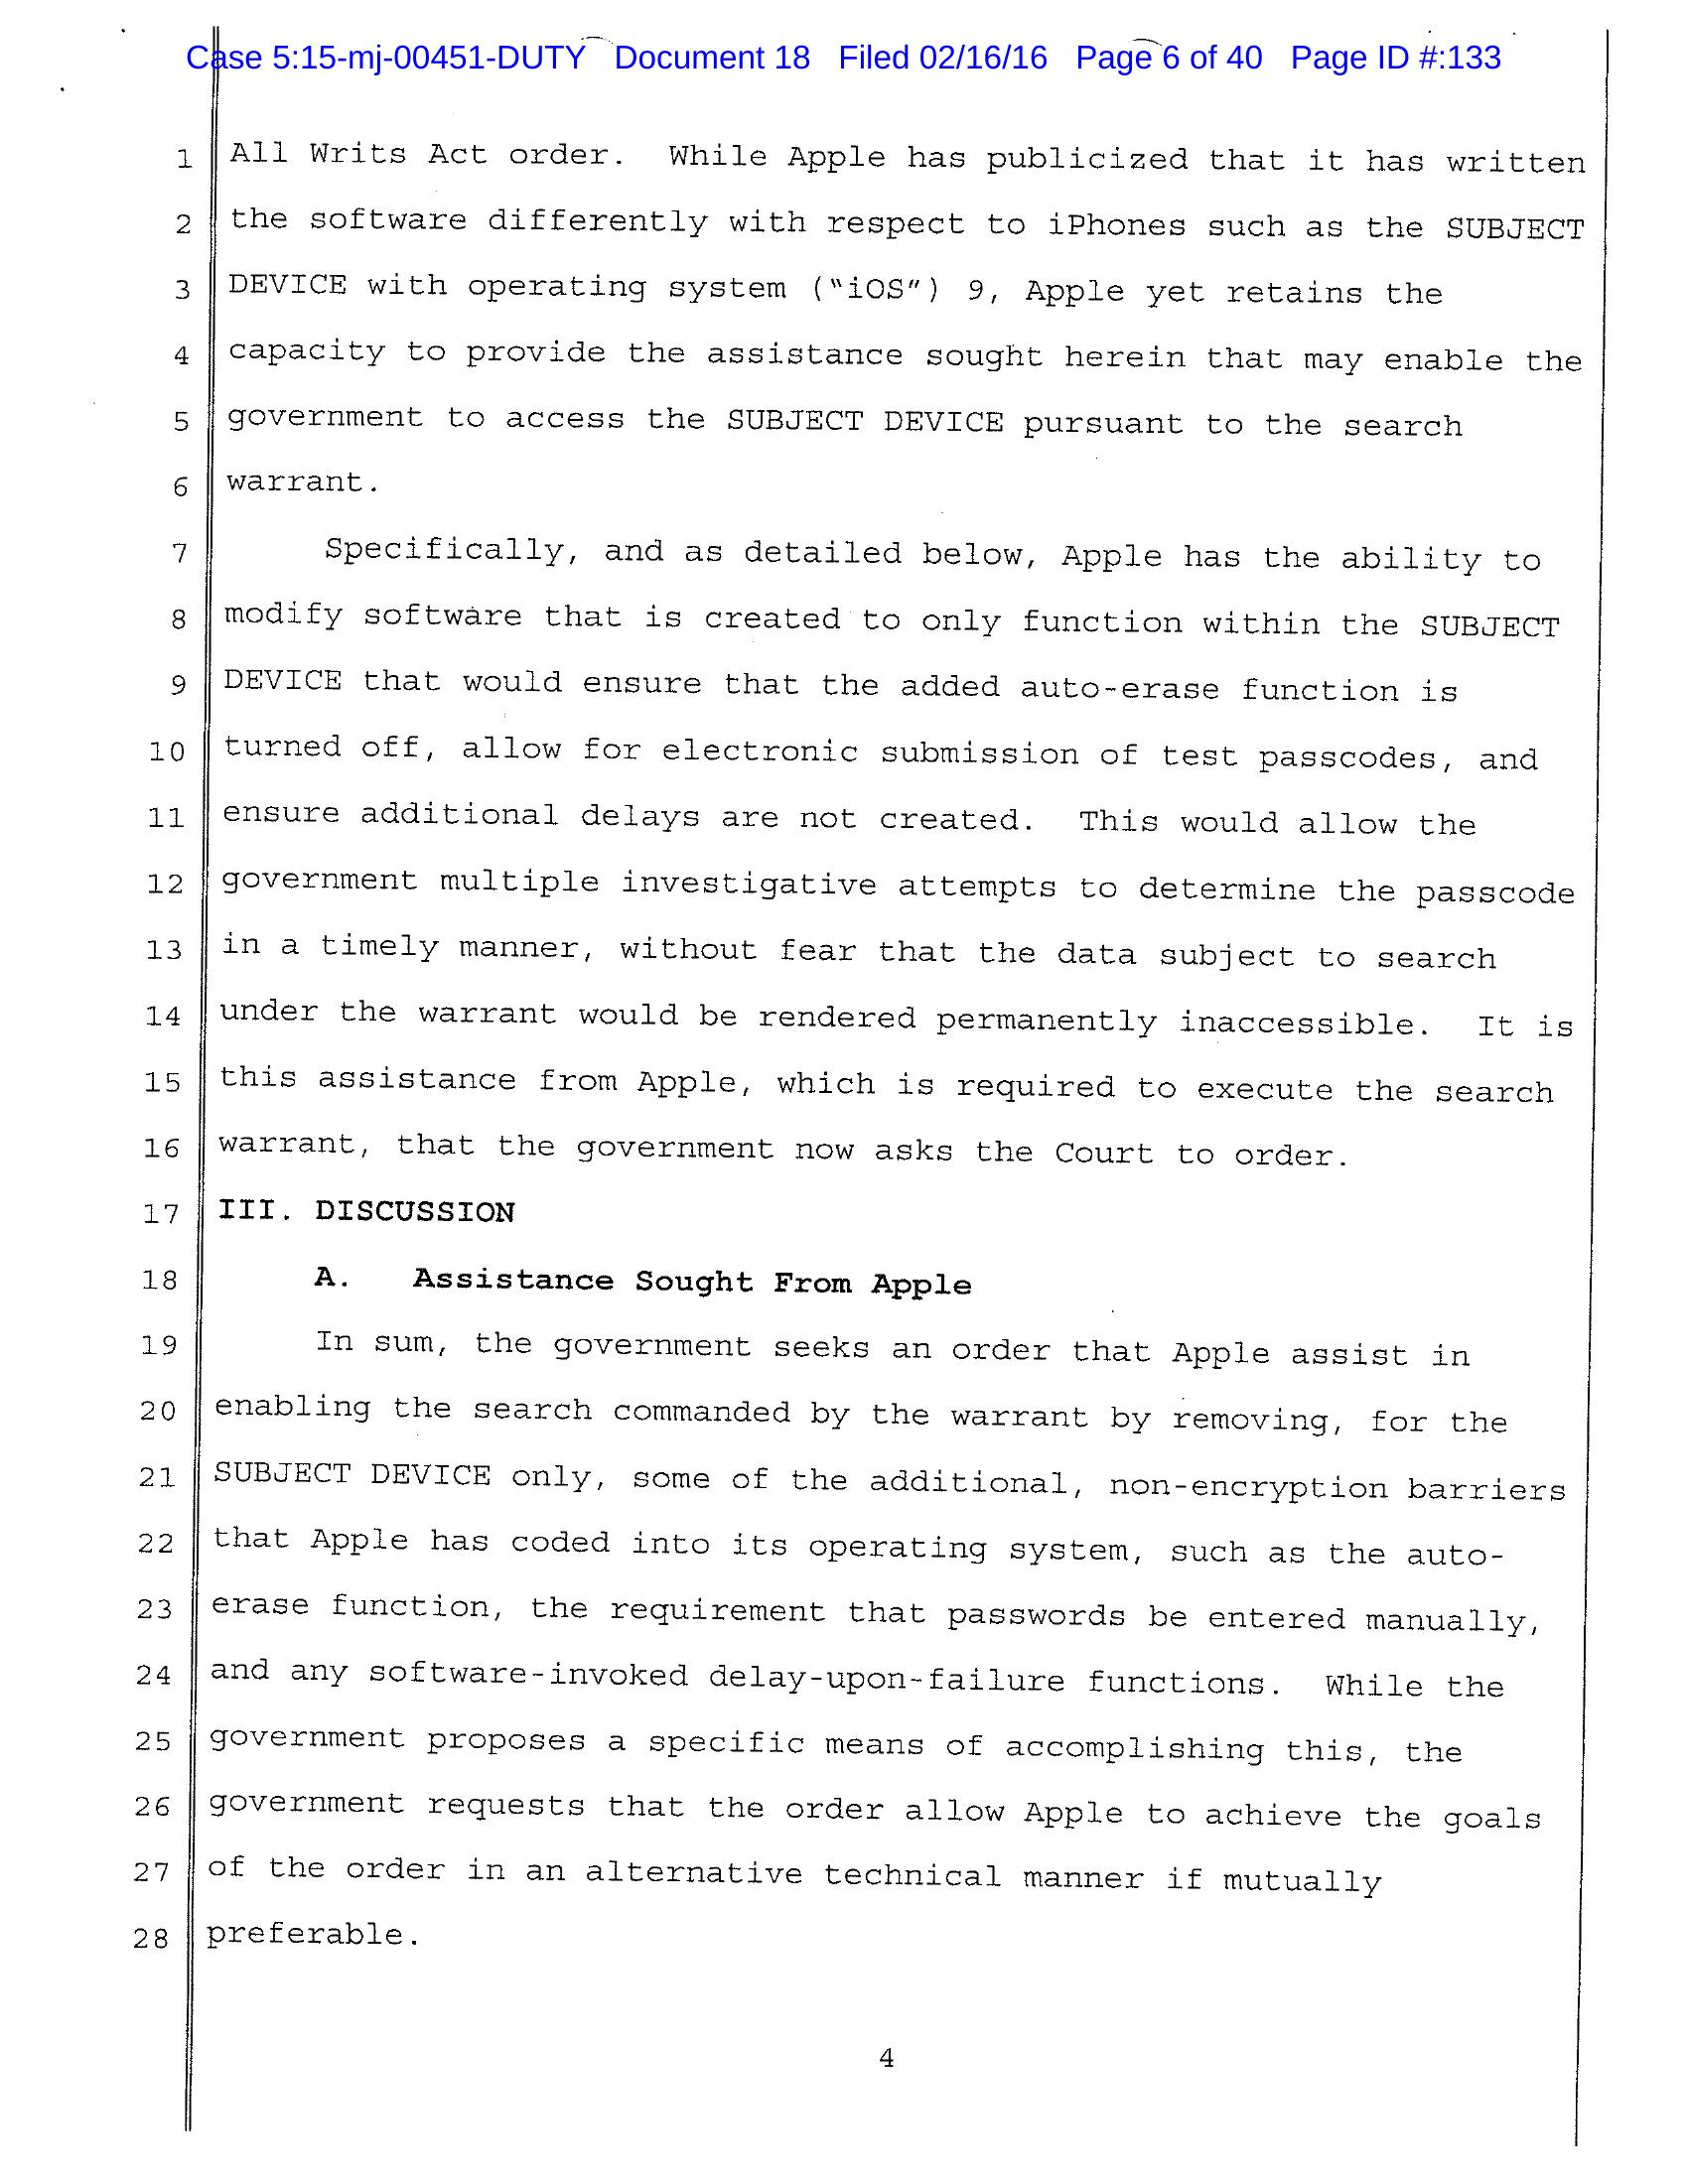 Case 5:15-mj-00451-DUTY Document 18 Filed 02/16/16 Page 6 of 40 Page ID #:133
1 All Writs Act order. While Apple has publicized that it has written
2 the software differently with respect to iPhones such as the SUBJECT
3 DEVICE with operating system (“iOS”) 9, Apple yet retains the
4 capacity to provide the assistance sought herein that may enable the
5 government to access the SUBJECT DEVICE pursuant to the search
6 warrant.
7 Specifically, and as detailed below, Apple has the ability to
8 modify software that is created to only function within the SUBJECT
9 DEVICE that would ensure that the added auto-erase function is
10 turned off, allow for electronic submission of test passcodes, and
11 ensure additional delays are not created. This would allow the
12 government multiple investigative attempts to determine the passcode
13 in a timely manner, without fear that the data subject to search
14 under the warrant would be rendered permanently inaccessible. It is
15 this assistance from Apple, which is required to execute the search
16 warrant, that the government now asks the Court to order.
17 III. DISCUSSION
18 A. Assistance Sought From Apple
19 In sum, the government seeks an order that Apple assist in
20 enabling the search commanded by the warrant by removing, for the
21 SUBJECT DEVICE only, some of the additional, non-encryption barriers
22 that Apple has coded into its operating system, such as the auto-
23 erase function, the requirement that passwords be entered manually,
24 and any software-invoked delay-upon-failure functions. While the
25 government proposes a specific means of accomplishing this, the
26 government requests that the order allow Apple to achieve the goals
27 of the order in an alternative technical manner if mutually
28 preferable.
4